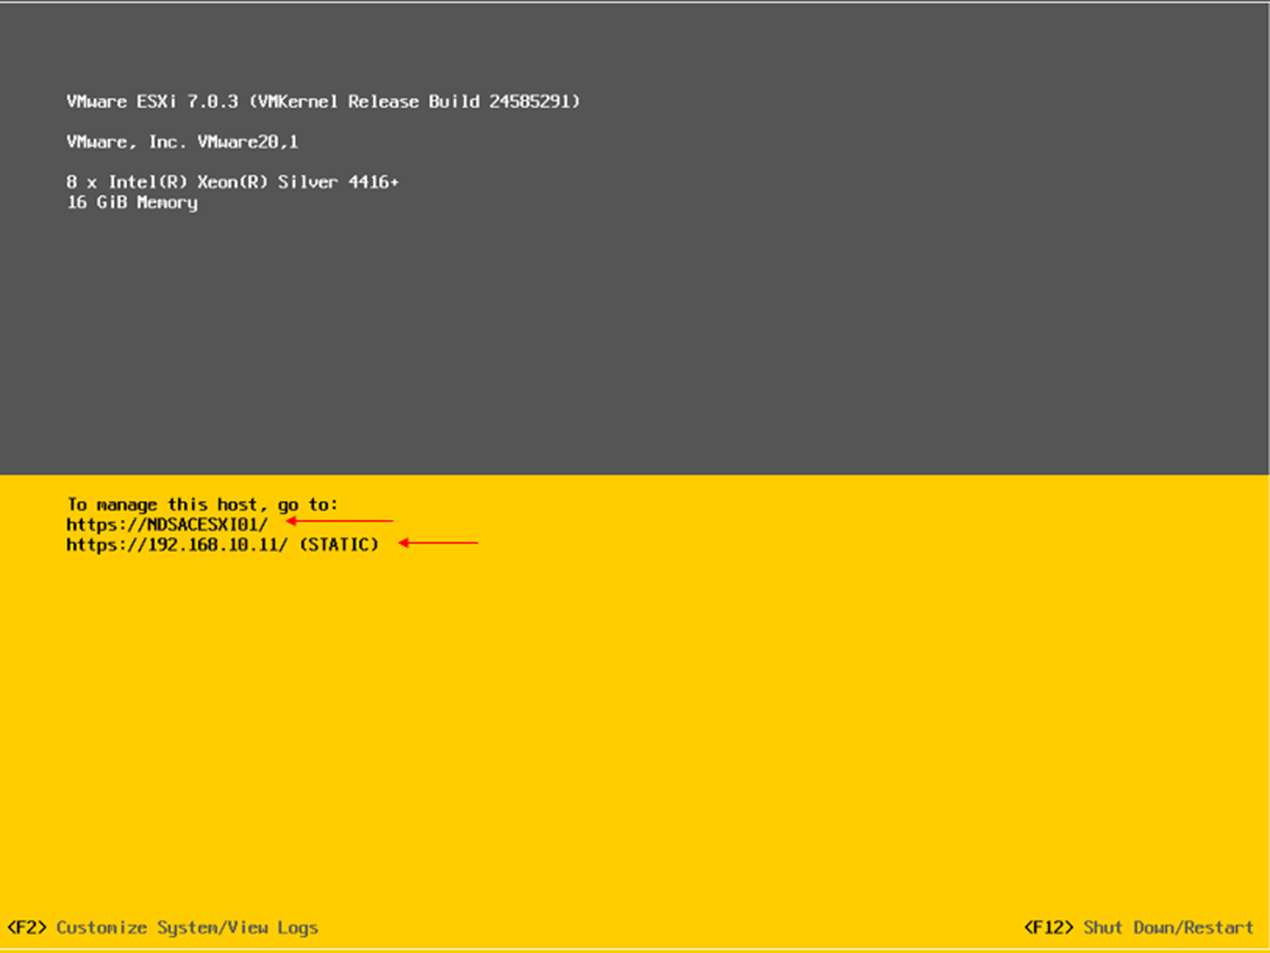 VMware ESXi 7.0.3 (VMKernel Release Build 24585291)
VMware, Inc. VMware20,1
8 x Intel(R) Xeon(R) Silver 4416+
16 GiB Memory
To manage this host, go to:
https://NDSACESXI01/
https://192.168.10.11/ (STATIC)
<F2> Customize System/View Logs
<F12> Shut Down/Restart